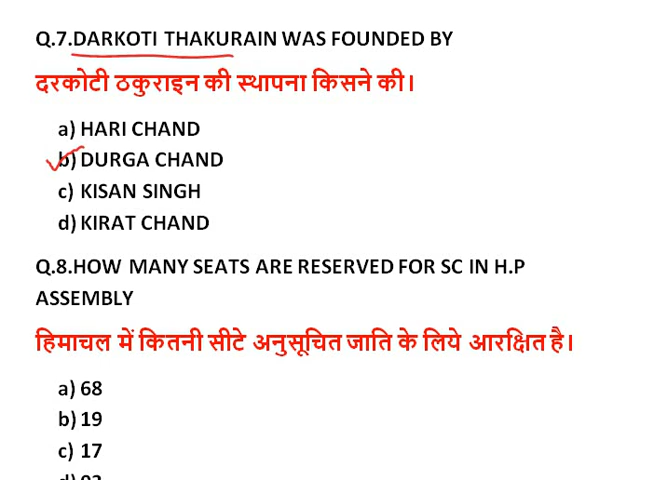 Q.7.DARKOTI THAKURAIN WAS FOUNDED BY
दरकोटी ठकुराइन की स्थापना किसने की।
a) HARI CHAND
b) DURGA CHAND
c) KISAN SINGH
d) KIRAT CHAND
Q.8.HOW MANY SEATS ARE RESERVED FOR SC IN H.P
ASSEMBLY
हिमाचल में कितनी सीटे अनुसूचित जाति के लिये आरक्षित है।
a) 68
b) 19
c) 17